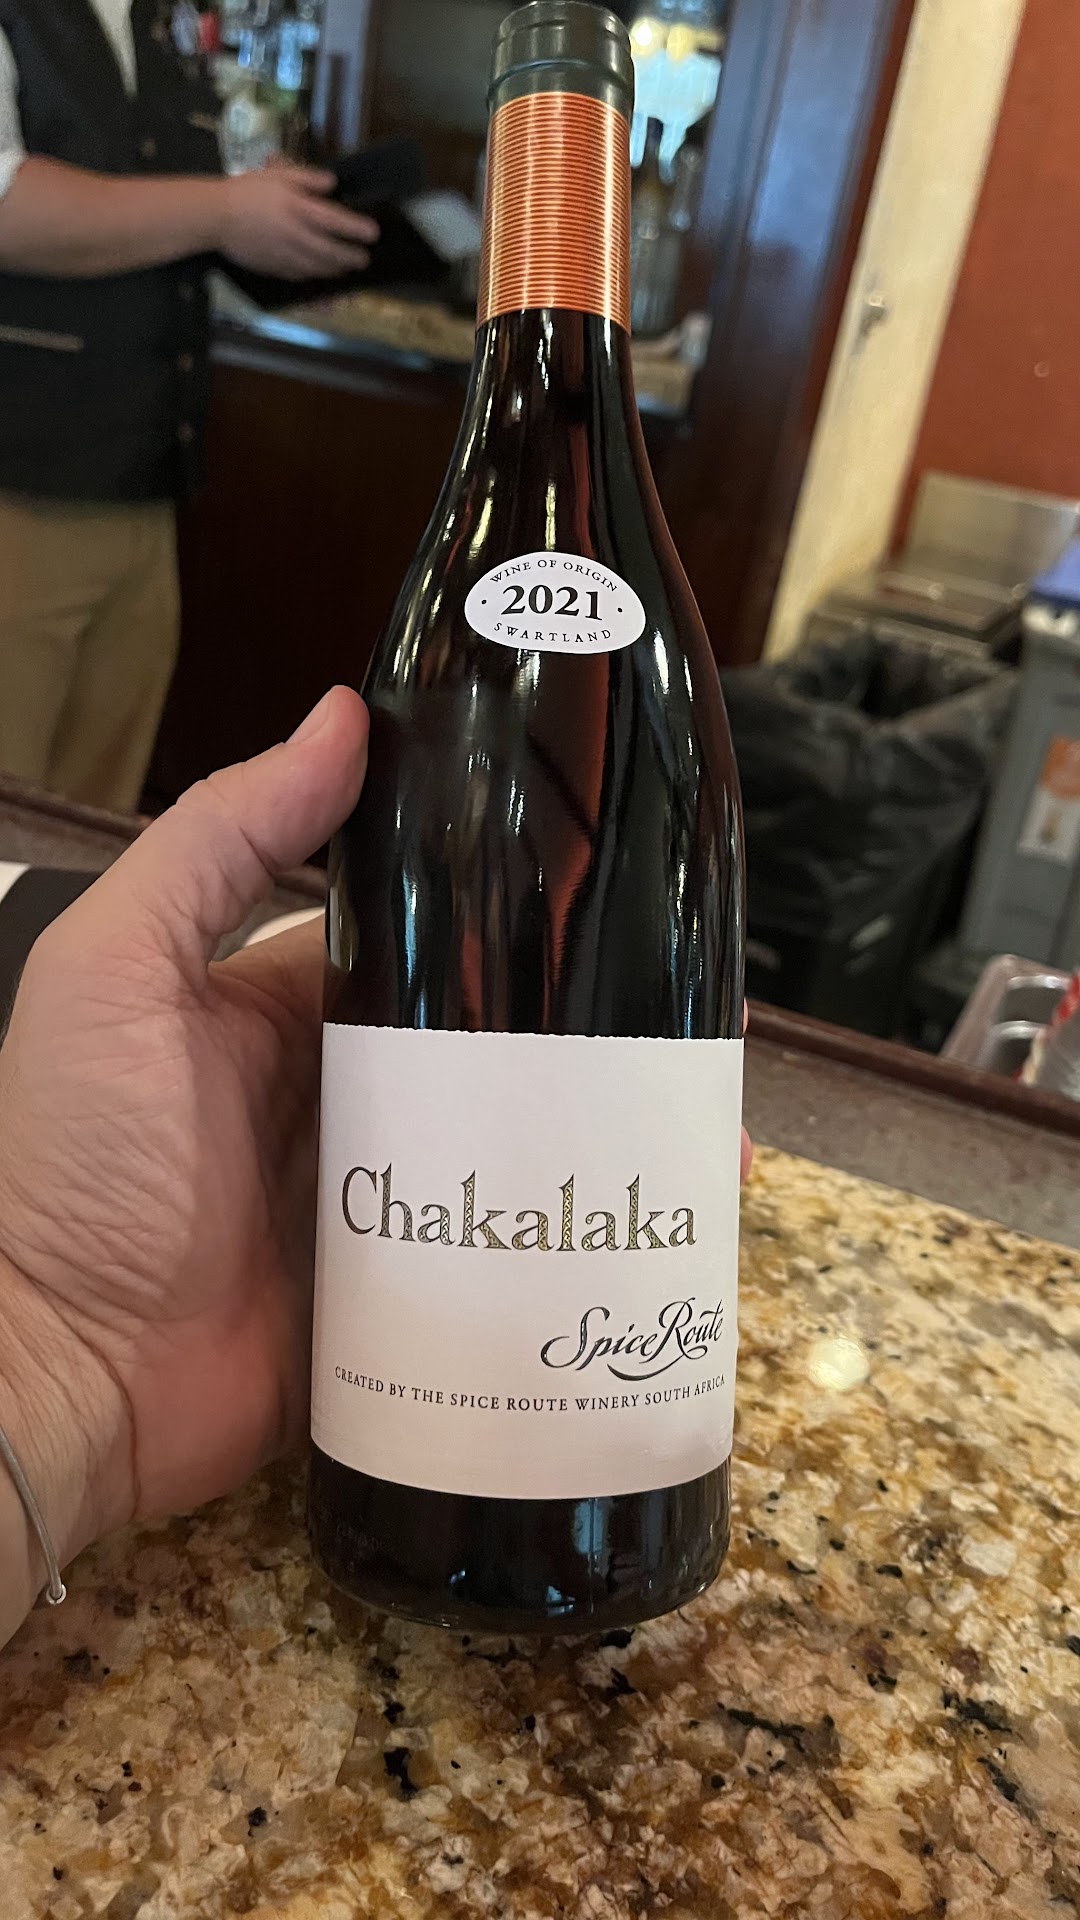 WINE OF ORIGIN
· 2021 ·
SWARTLAND
Chakalaka
Spice Route
CREATED BY THE SPICE ROUTE WINERY SOUTH AFRICA